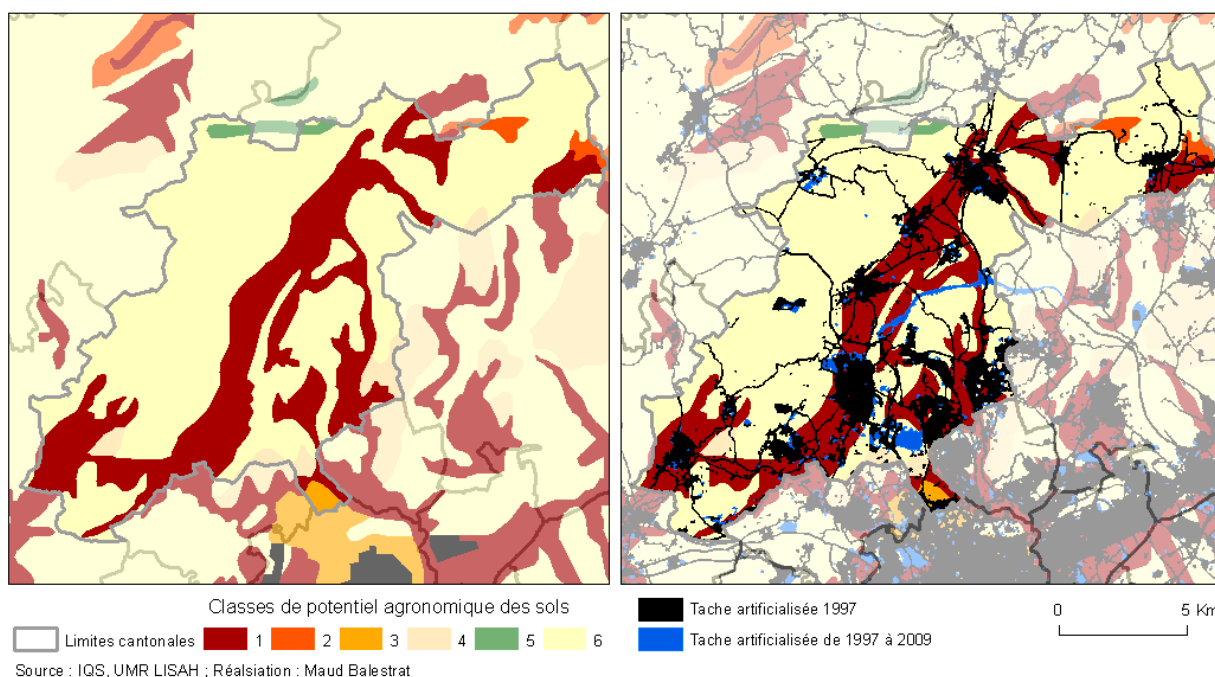 Classes de potentiel agronomique des sols
Limites cantonales 1 2 3 4 5 6
Source : IQS, UMR LISAH ; Réalsiation : Maud Balestrat
Tache artificialisée 1997
Tache artificialisée de 1997 à 2009
0 5 Km